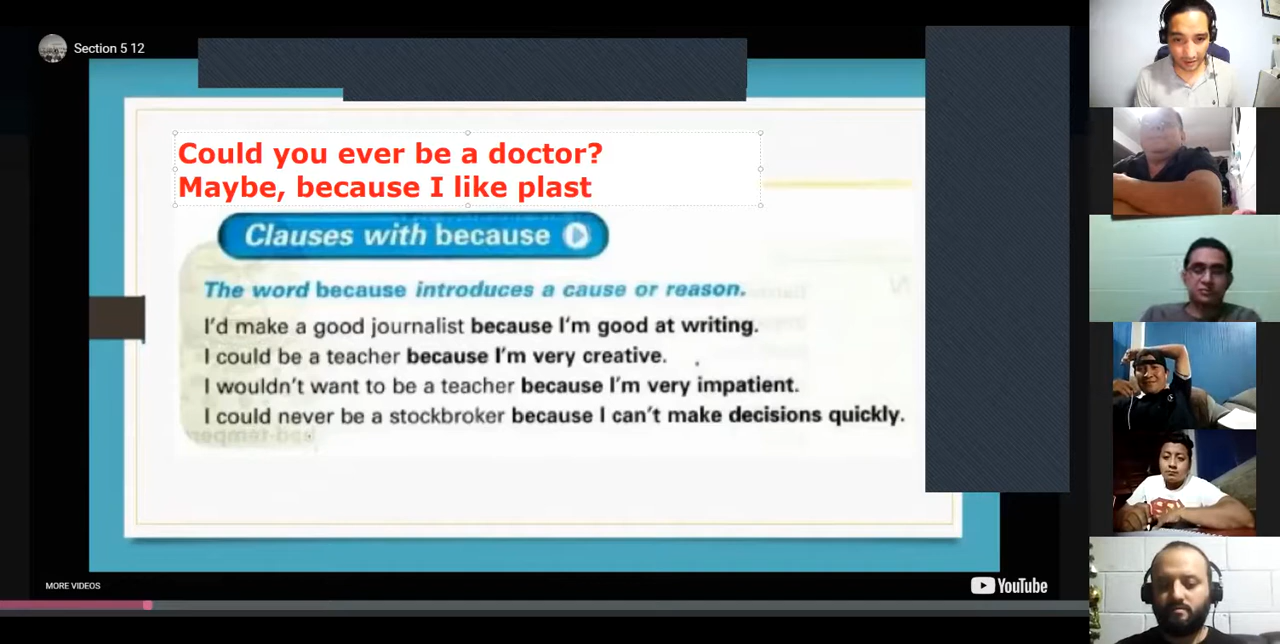 Section 5 12
Could you ever be a doctor?
Maybe, because I like plast
Clauses with because
The word because introduces a cause or reason.
I'd make a good journalist because I'm good at writing.
I could be a teacher because I'm very creative.
I wouldn't want to be a teacher because I'm very impatient.
I could never be a stockbroker because I can't make decisions quickly.
MORE VIDEOS
YouTube